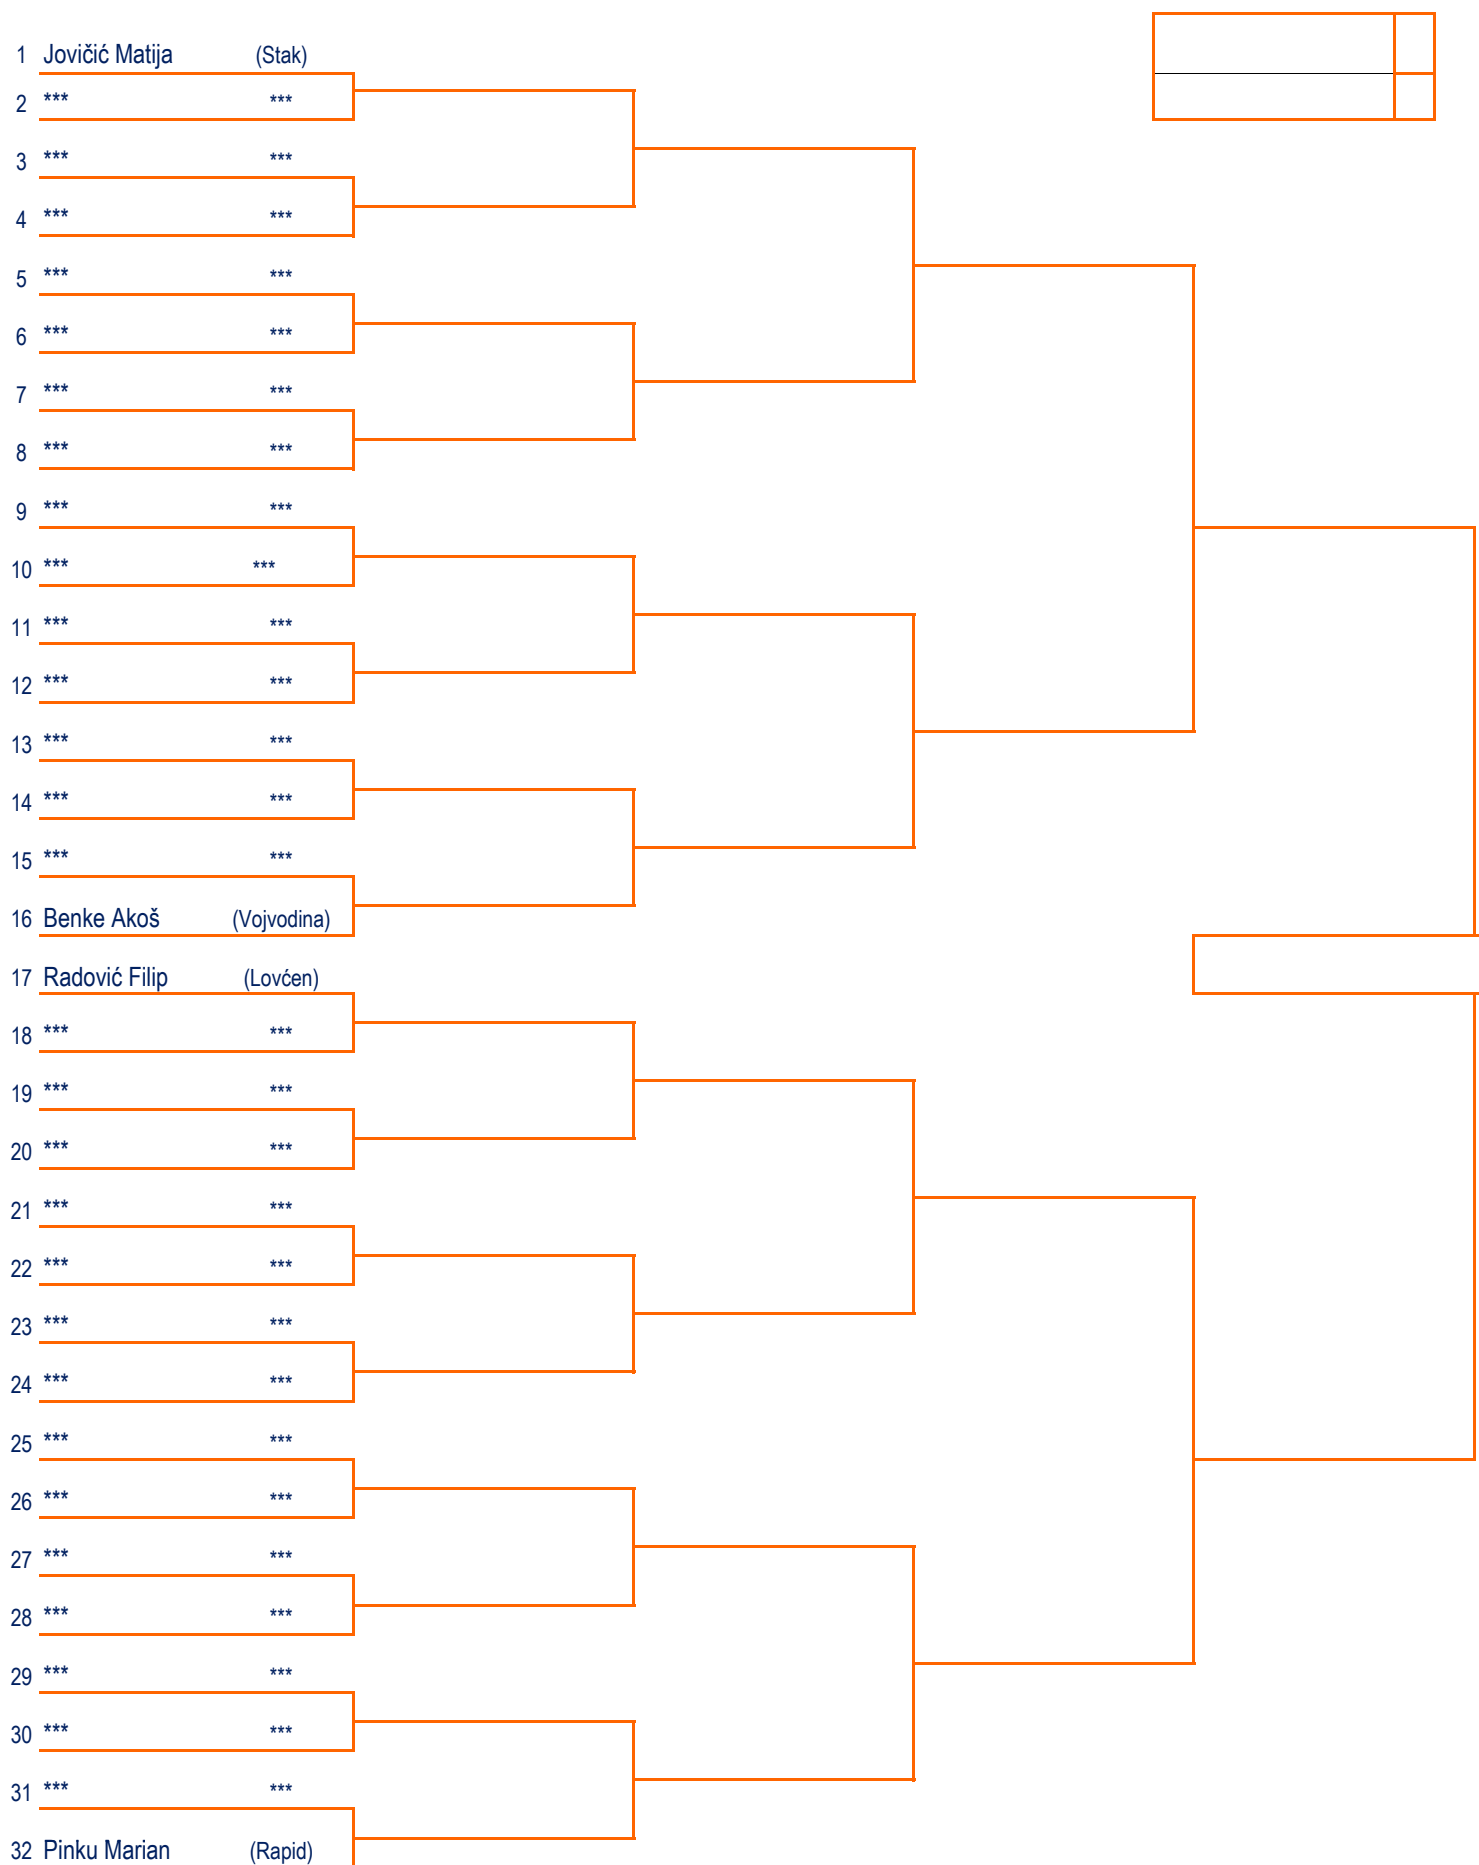 1 Jovičić Matija (Stak)
2 *** ***
3 *** ***
4 *** ***
5 *** ***
6 *** ***
7 *** ***
8 *** ***
9 *** ***
10 *** ***
11 *** ***
12 *** ***
13 *** ***
14 *** ***
15 *** ***
16 Benke Akoš (Vojvodina)
17 Radović Filip (Lovćen)
18 *** ***
19 *** ***
20 *** ***
21 *** ***
22 *** ***
23 *** ***
24 *** ***
25 *** ***
26 *** ***
27 *** ***
28 *** ***
29 *** ***
30 *** ***
31 *** ***
32 Pinku Marian (Rapid)